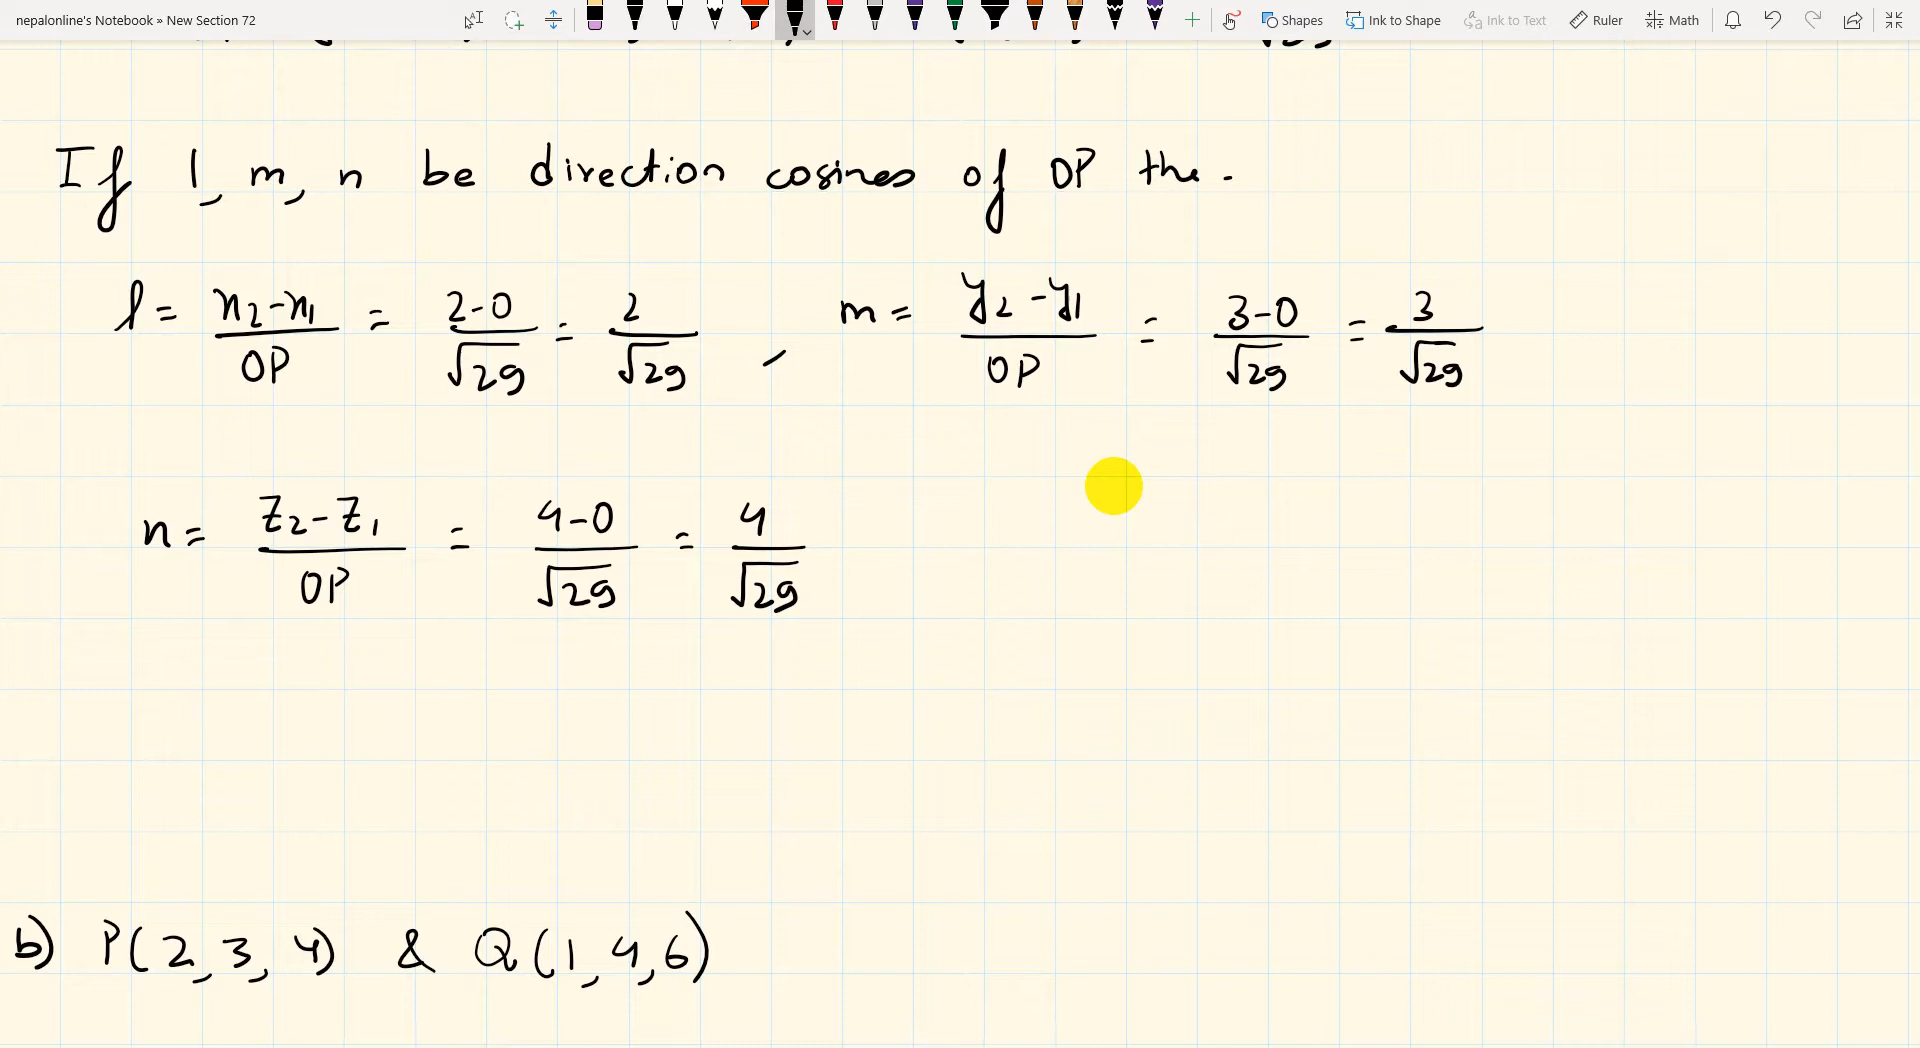 nepalonline's Notebook » New Section 72
Shapes Ink to Shape Ink to Text Ruler Math
If l, m, n be direction cosines of OP the.
l = x₂-x₁/OP = 2-0/√29 = 2/√29 , m = y₂-y₁/OP = 3-0/√29 = 3/√29
n = z₂-z₁/OP = 4-0/√29 = 4/√29
b) P(2,3,4) & Q(1,4,6)